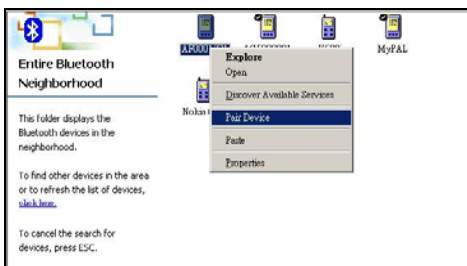 Entire Bluetooth
Neighborhood
This folder displays the
Bluetooth devices in the
neighborhood.
To find other devices in the area
or to refresh the list of devices,
click here.
To cancel the search for
devices, press ESC.
MyPAL
Nokia
Explore
Open
Discover Available Services
Pair Device
Paste
Properties